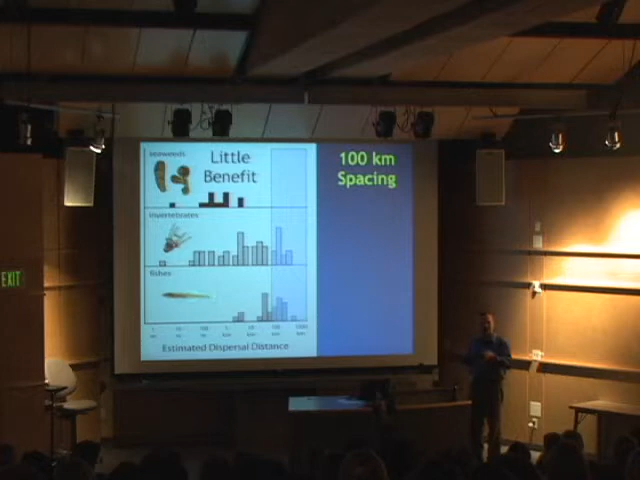 seaweeds
Little
Benefit
100 km
Spacing
invertebrates
fishes
EXIT
Estimated Dispersal Distance